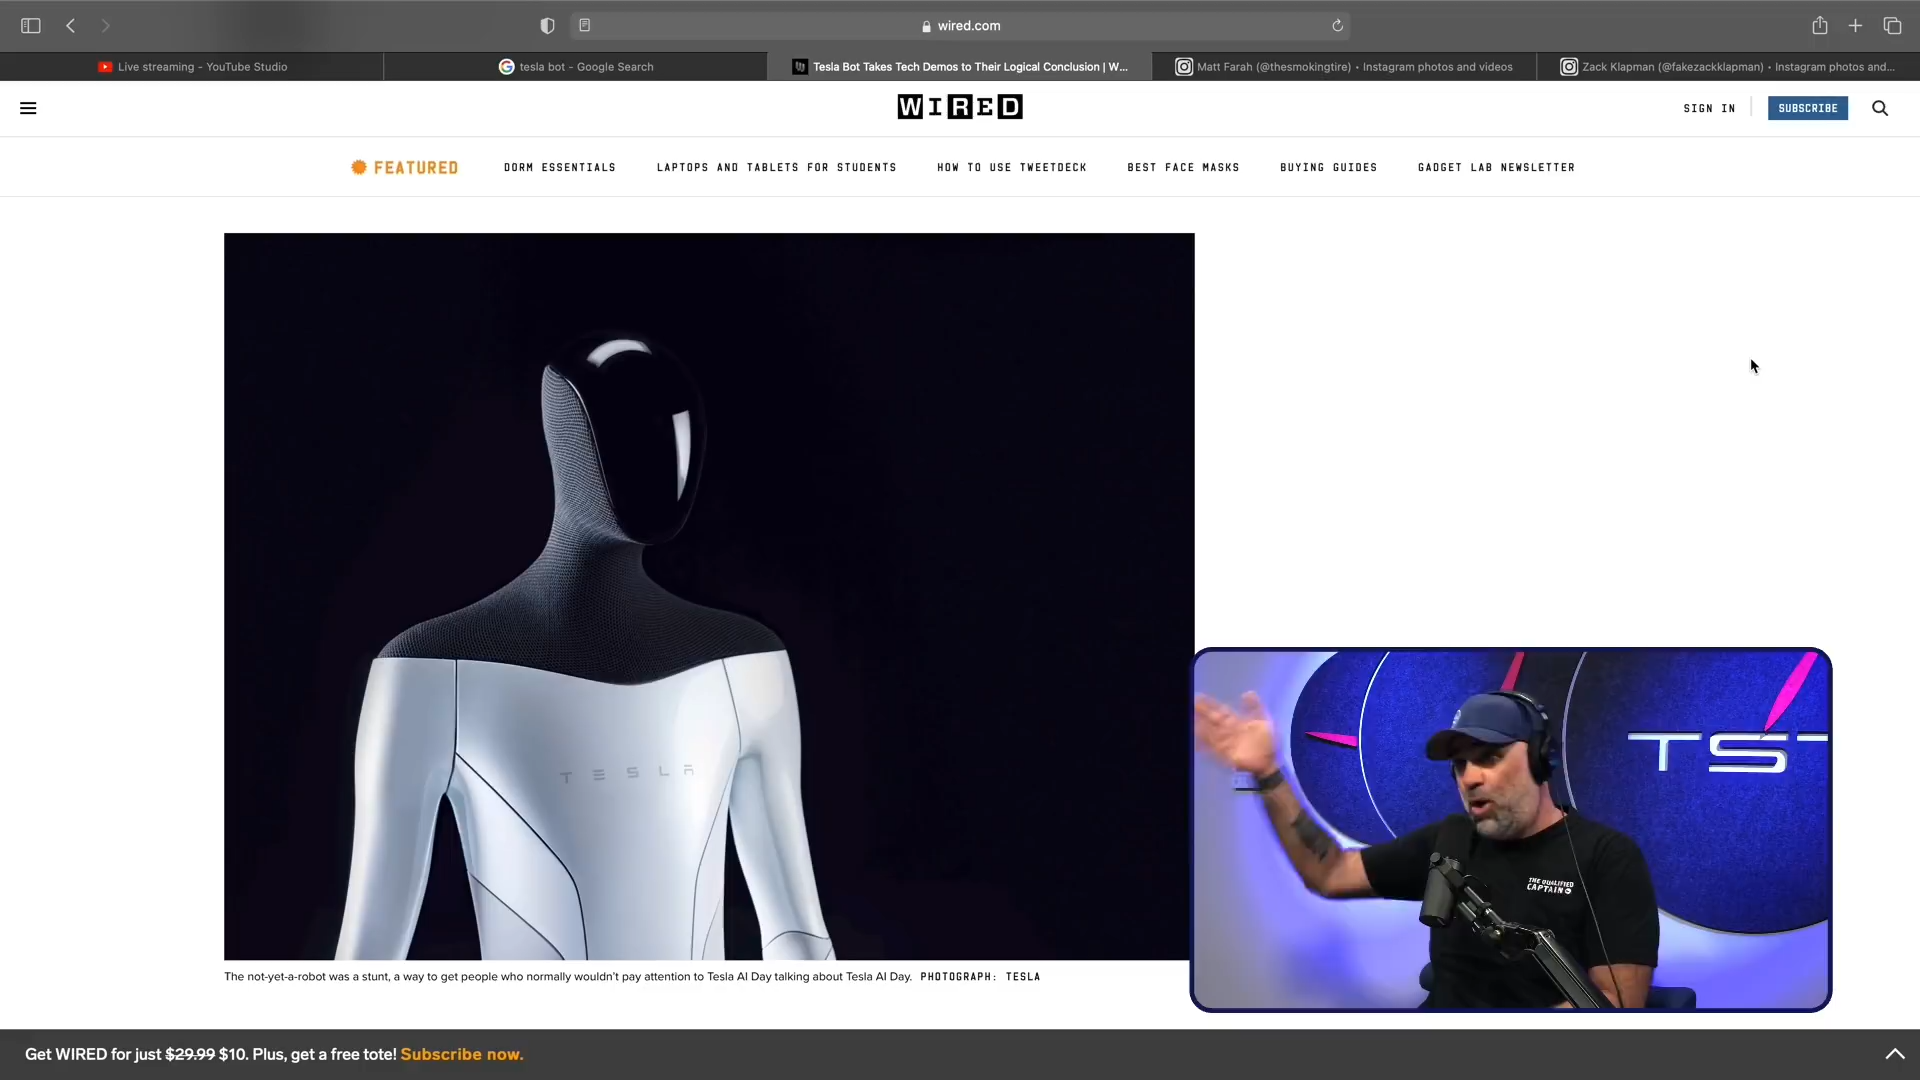 wired.com
Live streaming - YouTube Studio
tesla bot - Google Search
Tesla Bot Takes Tech Demos to Their Logical Conclusion | W...
Matt Farah (@thesmokingtire) • Instagram photos and videos
Zack Klapman (@fakezackklapman) • Instagram photos and...
WIRED
SIGN IN
SUBSCRIBE
FEATURED
DORM ESSENTIALS
LAPTOPS AND TABLETS FOR STUDENTS
HOW TO USE TWEETDECK
BEST FACE MASKS
BUYING GUIDES
GADGET LAB NEWSLETTER
TESLA
TST
THE QUALIFIED
CAPTAIN
The not-yet-a-robot was a stunt, a way to get people who normally wouldn't pay attention to Tesla AI Day talking about Tesla AI Day. PHOTOGRAPH: TESLA
Get WIRED for just $29.99 $10. Plus, get a free tote! Subscribe now.